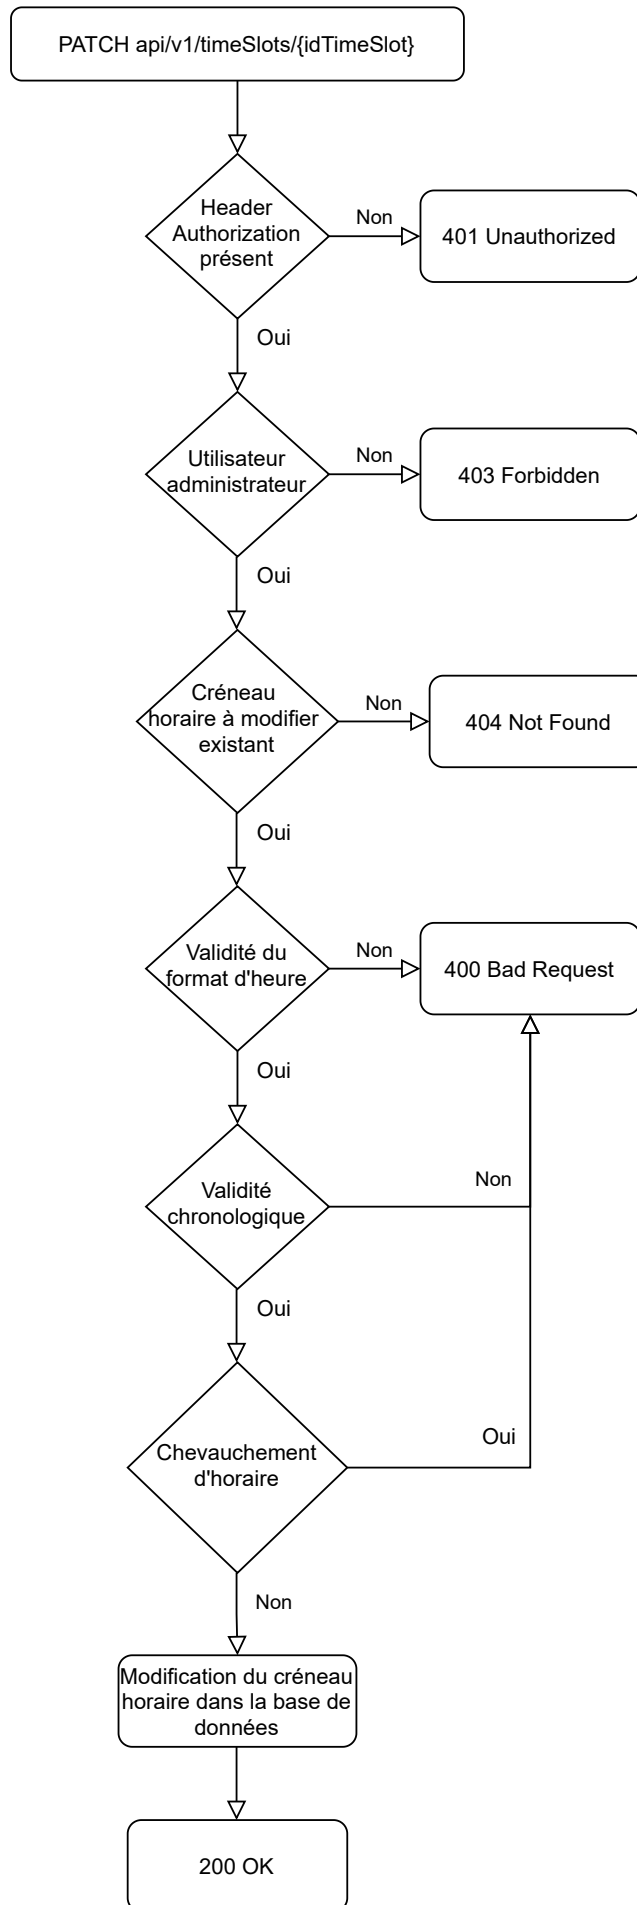 PATCH api/v1/timeSlots/{idTimeSlot}
Header
Authorization
présent
Non
401 Unauthorized
Oui
Utilisateur
administrateur
Non
403 Forbidden
Oui
Créneau
horaire à modifier
existant
Non
404 Not Found
Oui
Validité du
format d'heure
Non
400 Bad Request
Oui
Validité
chronologique
Non
Oui
Chevauchement
d'horaire
Oui
Non
Modification du créneau
horaire dans la base de
données
200 OK